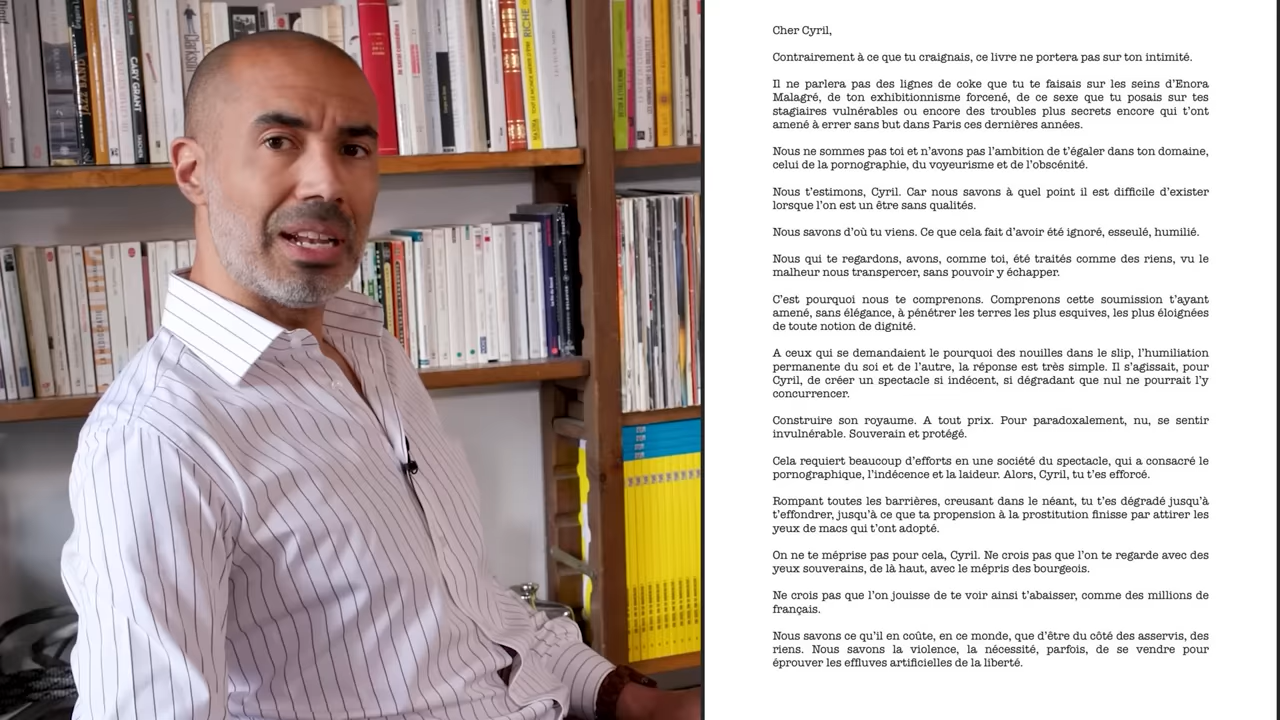 CARY GRANT
JAZZ BAND
RICHE
Cher Cyril,
Contrairement à ce que tu craignais, ce livre ne portera pas sur ton intimité.
Il ne parlera pas des lignes de coke que tu te faisais sur les seins d’Enora
Malagré, de ton exhibitionnisme forcené, de ce sexe que tu posais sur tes
stagiaires vulnérables ou encore des troubles plus secrets encore qui t’ont
amené à errer sans but dans Paris ces dernières années.
Nous ne sommes pas toi et n’avons pas l’ambition de t’égaler dans ton domaine,
celui de la pornographie, du voyeurisme et de l’obscénité.
Nous t’estimons, Cyril. Car nous savons à quel point il est difficile d’exister
lorsque l’on est un être sans qualités.
Nous savons d’où tu viens. Ce que cela fait d’avoir été ignoré, esseulé, humilié.
Nous qui te regardons, avons, comme toi, été traités comme des riens, vu le
malheur nous transpercer, sans pouvoir y échapper.
C’est pourquoi nous te comprenons. Comprenons cette soumission t’ayant
amené, sans élégance, à pénétrer les terres les plus esquives, les plus éloignées
de toute notion de dignité.
A ceux qui se demandaient le pourquoi des nouilles dans le slip, l’humiliation
permanente du soi et de l’autre, la réponse est très simple. Il s’agissait, pour
Cyril, de créer un spectacle si indécent, si dégradant que nul ne pourrait l’y
concurrencer.
Construire son royaume. A tout prix. Pour paradoxalement, nu, se sentir
invulnérable. Souverain et protégé.
Cela requiert beaucoup d’efforts en une société du spectacle, qui a consacré le
pornographique, l’indécence et la laideur. Alors, Cyril, tu t’es efforcé.
Rompant toutes les barrières, creusant dans le néant, tu t’es dégradé jusqu’à
t’effondrer, jusqu’à ce que ta propension à la prostitution finisse par attirer les
yeux de macs qui t’ont adopté.
On ne te méprise pas pour cela, Cyril. Ne crois pas que l’on te regarde avec des
yeux souverains, de là haut, avec le mépris des bourgeois.
Ne crois pas que l’on jouisse de te voir ainsi t’abaisser, comme des millions de
français.
Nous savons ce qu’il en coûte, en ce monde, que d’être du côté des asservis, des
riens. Nous savons la violence, la nécessité, parfois, de se vendre pour
éprouver les effluves artificielles de la liberté.